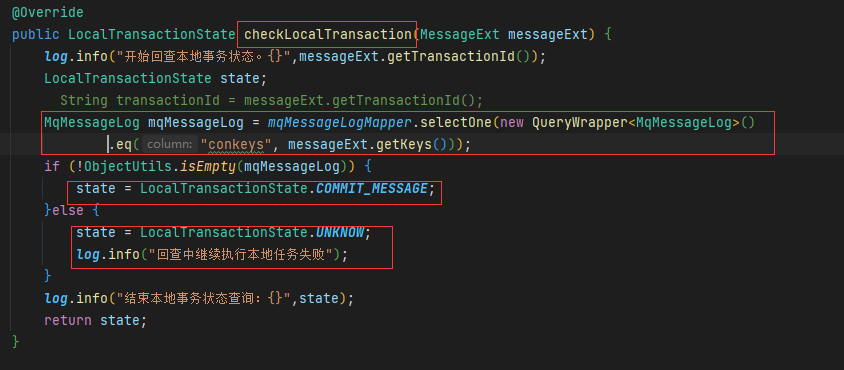 @Override
public LocalTransactionState checkLocalTransaction(MessageExt messageExt) {
log.info("开始回查本地事务状态。{}",messageExt.getTransactionId());
LocalTransactionState state;
String transactionId = messageExt.getTransactionId();
MqMessageLog mqMessageLog = mqMessageLogMapper.selectOne(new QueryWrapper<MqMessageLog>()
.eq( column: "conkeys", messageExt.getKeys()));
if (!ObjectUtils.isEmpty(mqMessageLog)) {
state = LocalTransactionState.COMMIT_MESSAGE;
}else {
state = LocalTransactionState.UNKNOW;
log.info("回查中继续执行本地任务失败");
}
log.info("结束本地事务状态查询：{}",state);
return state;
}